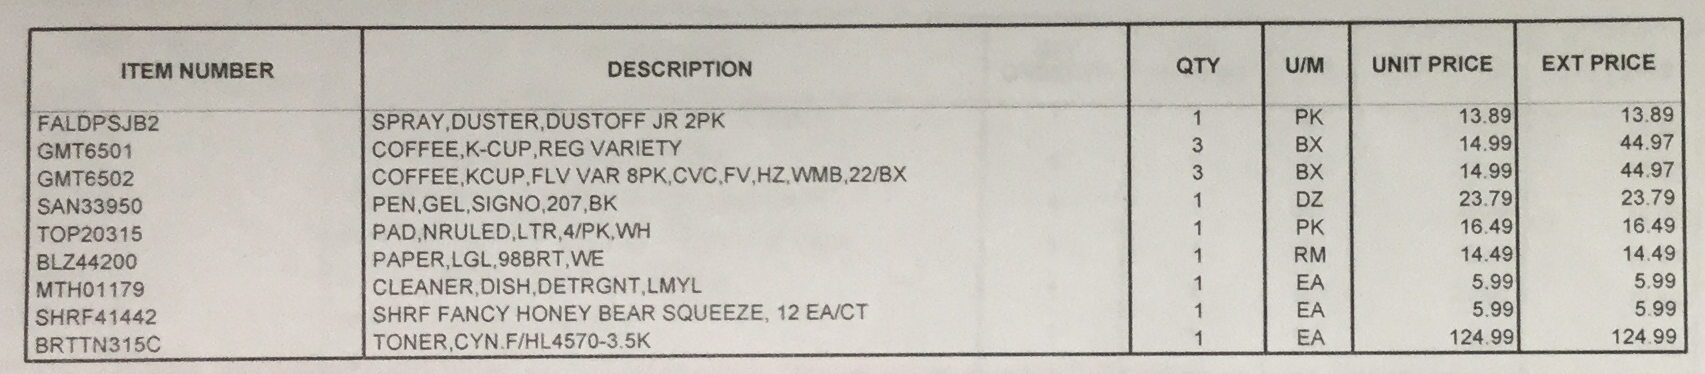 ITEM NUMBER DESCRIPTION QTY U/M UNIT PRICE EXT PRICE
FALDPSJB2 SPRAY,DUSTER,DUSTOFF JR 2PK 1 PK 13.89 13.89
GMT6501 COFFEE,K-CUP,REG VARIETY 3 BX 14.99 44.97
GMT6502 COFFEE,KCUP,FLV VAR 8PK,CVC,FV,HZ,WMB,22/BX 3 BX 14.99 44.97
SAN33950 PEN,GEL,SIGNO,207,BK 1 DZ 23.79 23.79
TOP20315 PAD,NRULED,LTR,4/PK,WH 1 PK 16.49 16.49
BLZ44200 PAPER,LGL,98BRT,WE 1 RM 14.49 14.49
MTH01179 CLEANER,DISH,DETRGNT,LMYL 1 EA 5.99 5.99
SHRF41442 SHRF FANCY HONEY BEAR SQUEEZE, 12 EA/CT 1 EA 5.99 5.99
BRTTN315C TONER,CYN.F/HL4570-3.5K 1 EA 124.99 124.99